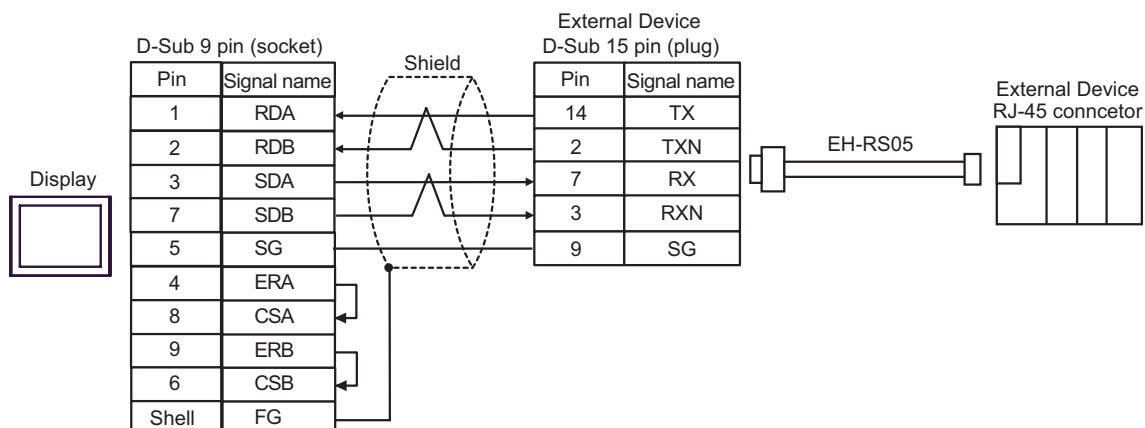 External Device
D-Sub 9 pin (socket)
D-Sub 15 pin (plug)
Shield
Pin Signal name
1 RDA
2 RDB
3 SDA
7 SDB
5 SG
4 ERA
8 CSA
9 ERB
6 CSB
Shell FG
Pin Signal name
14 TX
2 TXN
7 RX
3 RXN
9 SG
Display
EH-RS05
External Device
RJ-45 conncetor